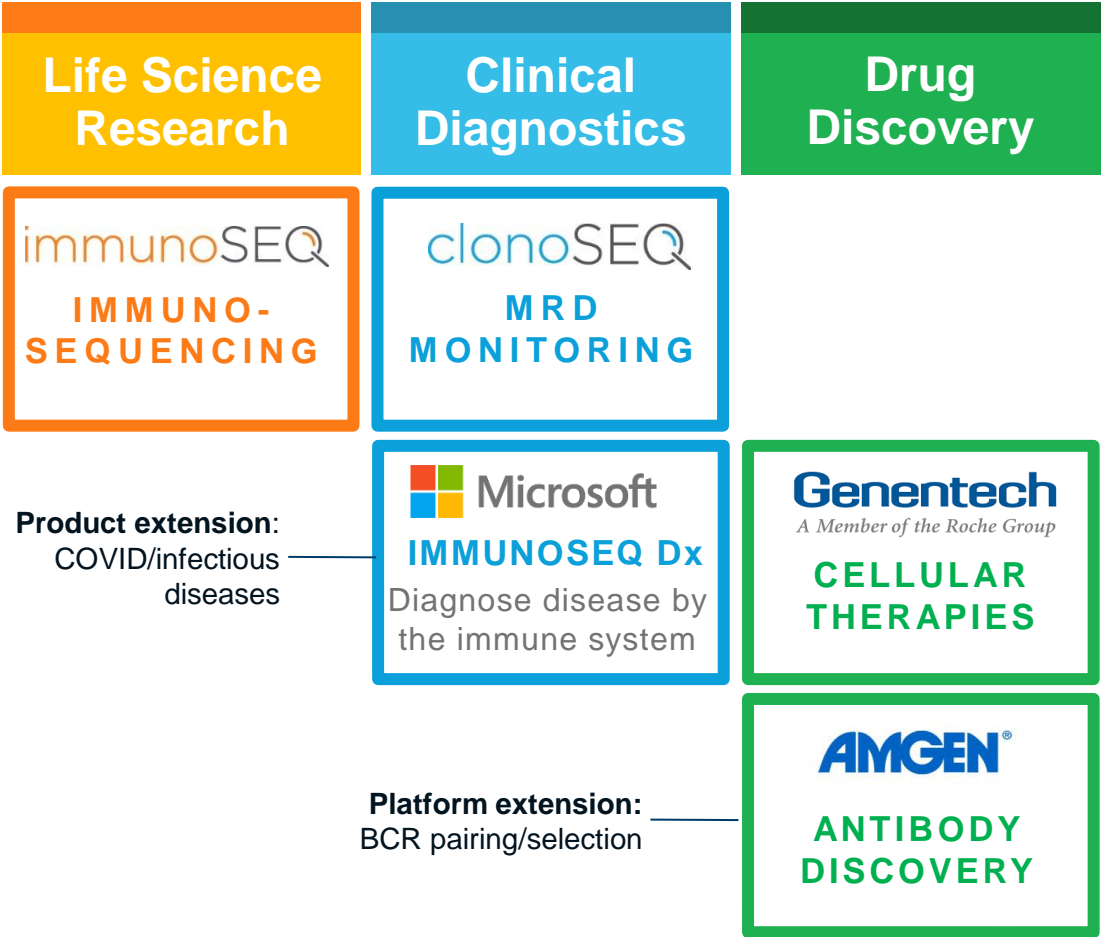 Life Science
Research
Clinical
Diagnostics
Drug
Discovery
immunoSEQ
IMMUNO-
SEQUENCING
clonoSEQ
MRD
MONITORING
Product extension:
COVID/infectious
diseases
Microsoft
IMMUNOSEQ Dx
Diagnose disease by
the immune system
Genentech
A Member of the Roche Group
CELLULAR
THERAPIES
Platform extension:
BCR pairing/selection
AMGEN®
ANTIBODY
DISCOVERY